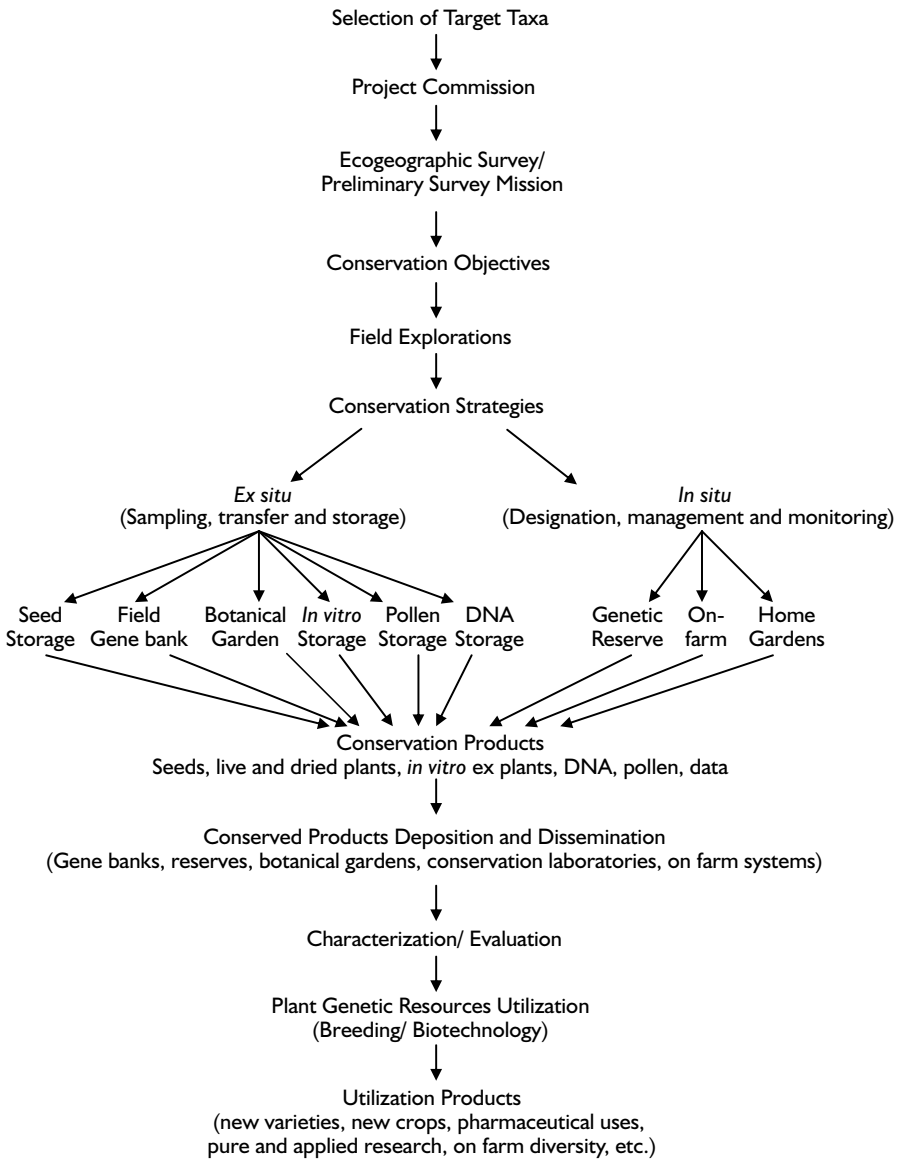 Selection of Target Taxa
Project Commission
Ecogeographic Survey/
Preliminary Survey Mission
Conservation Objectives
Field Explorations
Conservation Strategies
Ex situ
(Sampling, transfer and storage)
In situ
(Designation, management and monitoring)
Seed
Storage
Field
Gene bank
Botanical
Garden
In vitro
Storage
Pollen
Storage
DNA
Storage
Genetic
Reserve
On-
farm
Home
Gardens
Conservation Products
Seeds, live and dried plants, in vitro ex plants, DNA, pollen, data
Conserved Products Deposition and Dissemination
(Gene banks, reserves, botanical gardens, conservation laboratories, on farm systems)
Characterization/ Evaluation
Plant Genetic Resources Utilization
(Breeding/ Biotechnology)
Utilization Products
(new varieties, new crops, pharmaceutical uses,
pure and applied research, on farm diversity, etc.)